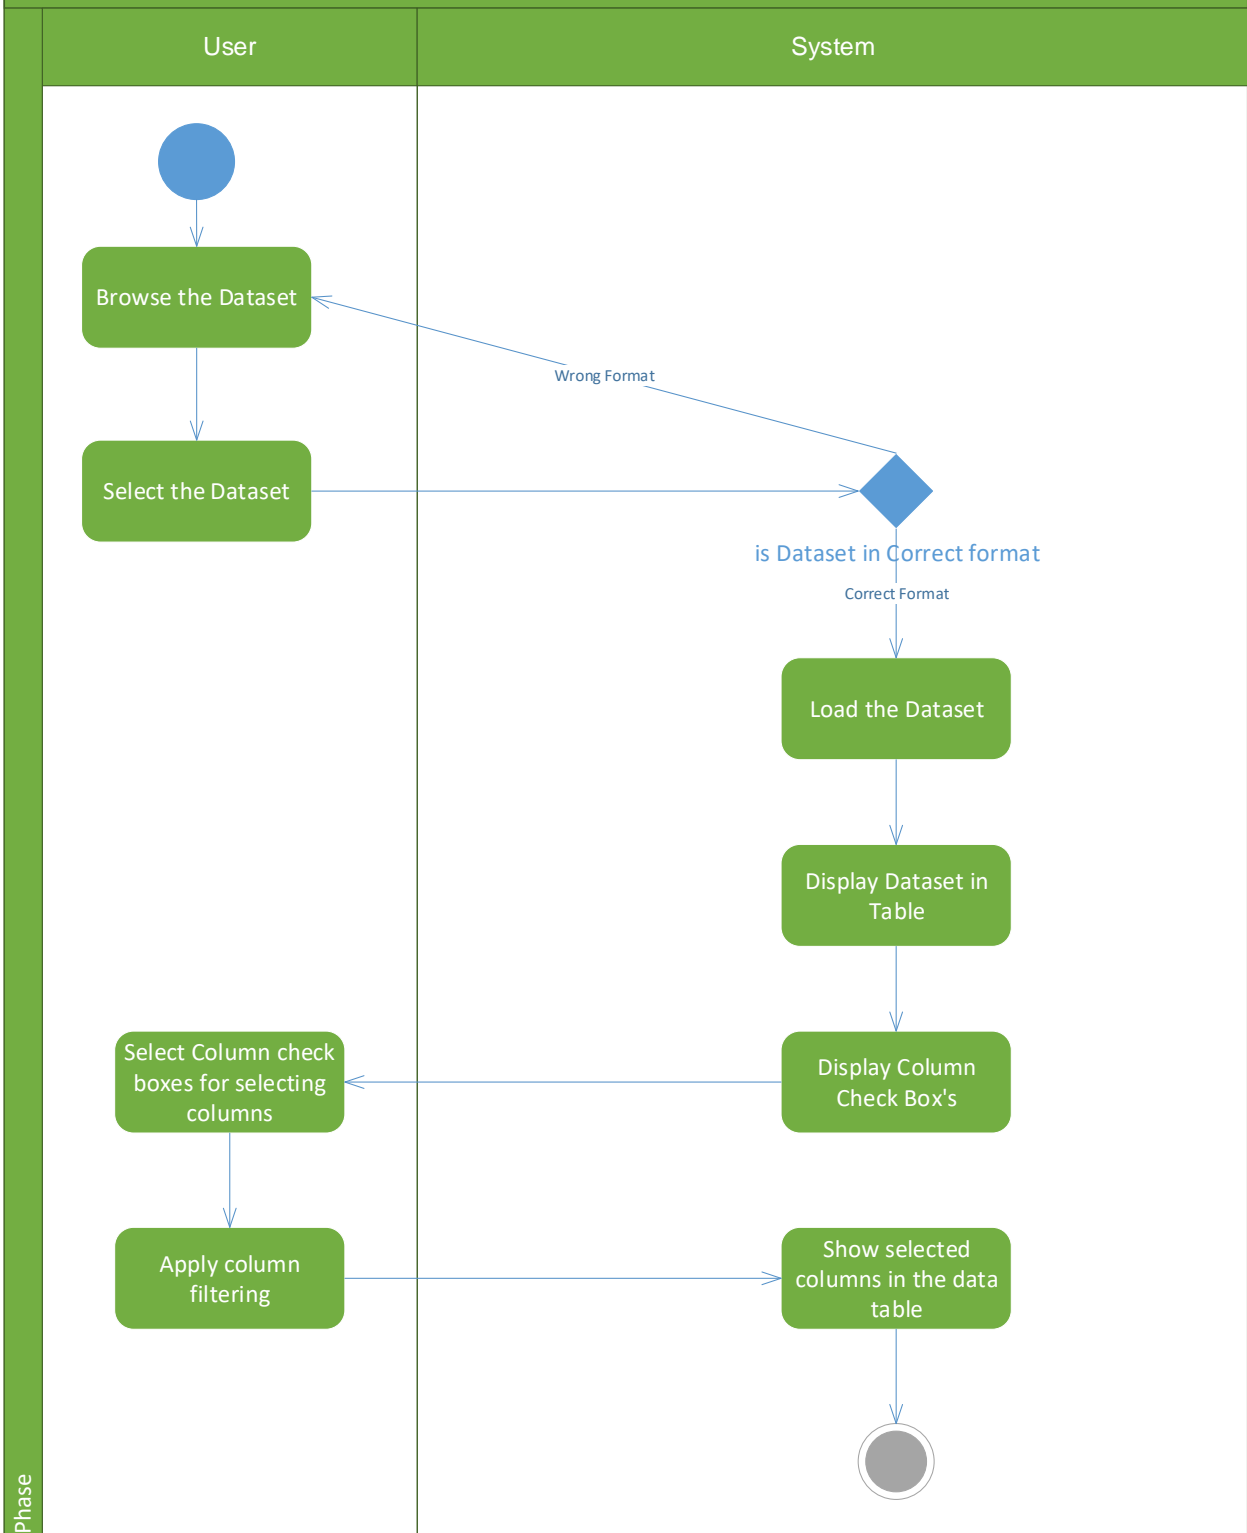 User
System
Browse the Dataset
Wrong Format
Select the Dataset
is Dataset in Correct format
Correct Format
Load the Dataset
Display Dataset in
Table
Select Column check
boxes for selecting
columns
Display Column
Check Box's
Apply column
filtering
Show selected
columns in the data
table
Phase